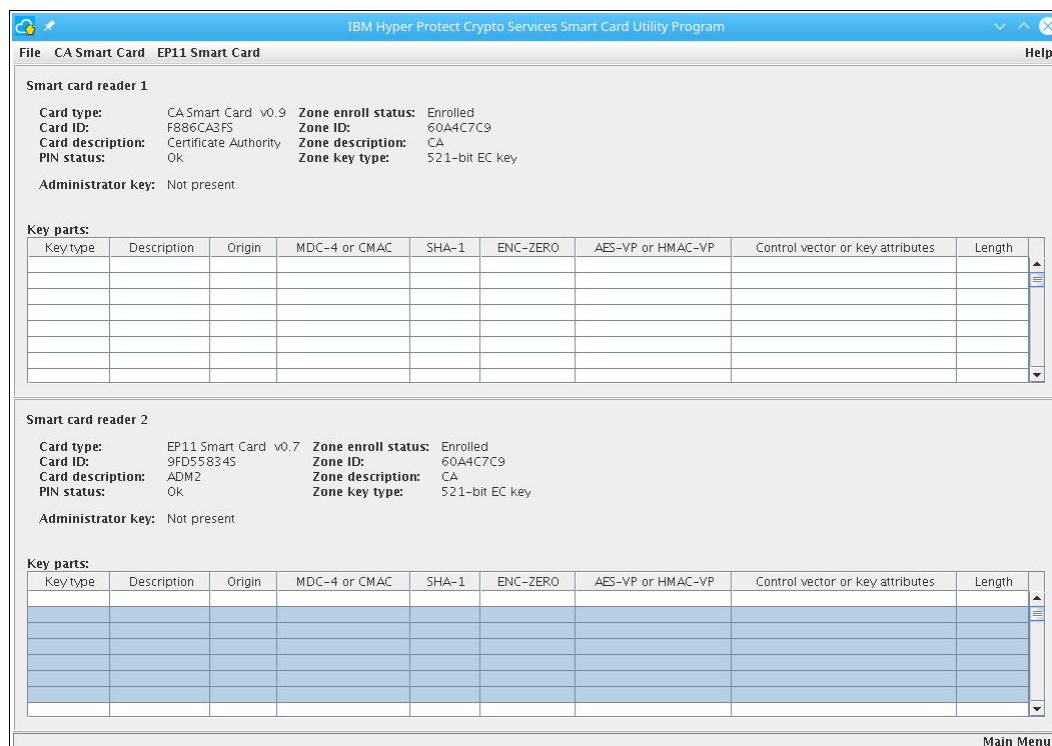 IBM Hyper Protect Crypto Services Smart Card Utility Program
File CA Smart Card EP11 Smart Card Help
Smart card reader 1
Card type: CA Smart Card v0.9 Zone enroll status: Enrolled
Card ID: F886CA3FS Zone ID: 60A4C7C9
Card description: Certificate Authority Zone description: CA
PIN status: Ok Zone key type: 521-bit EC key
Administrator key: Not present
Key parts:
Key type Description Origin MDC-4 or CMAC SHA-1 ENC-ZERO AES-VP or HMAC-VP Control vector or key attributes Length
Smart card reader 2
Card type: EP11 Smart Card v0.7 Zone enroll status: Enrolled
Card ID: 9FD55834S Zone ID: 60A4C7C9
Card description: ADM2 Zone description: CA
PIN status: Ok Zone key type: 521-bit EC key
Administrator key: Not present
Key parts:
Key type Description Origin MDC-4 or CMAC SHA-1 ENC-ZERO AES-VP or HMAC-VP Control vector or key attributes Length
Main Menu